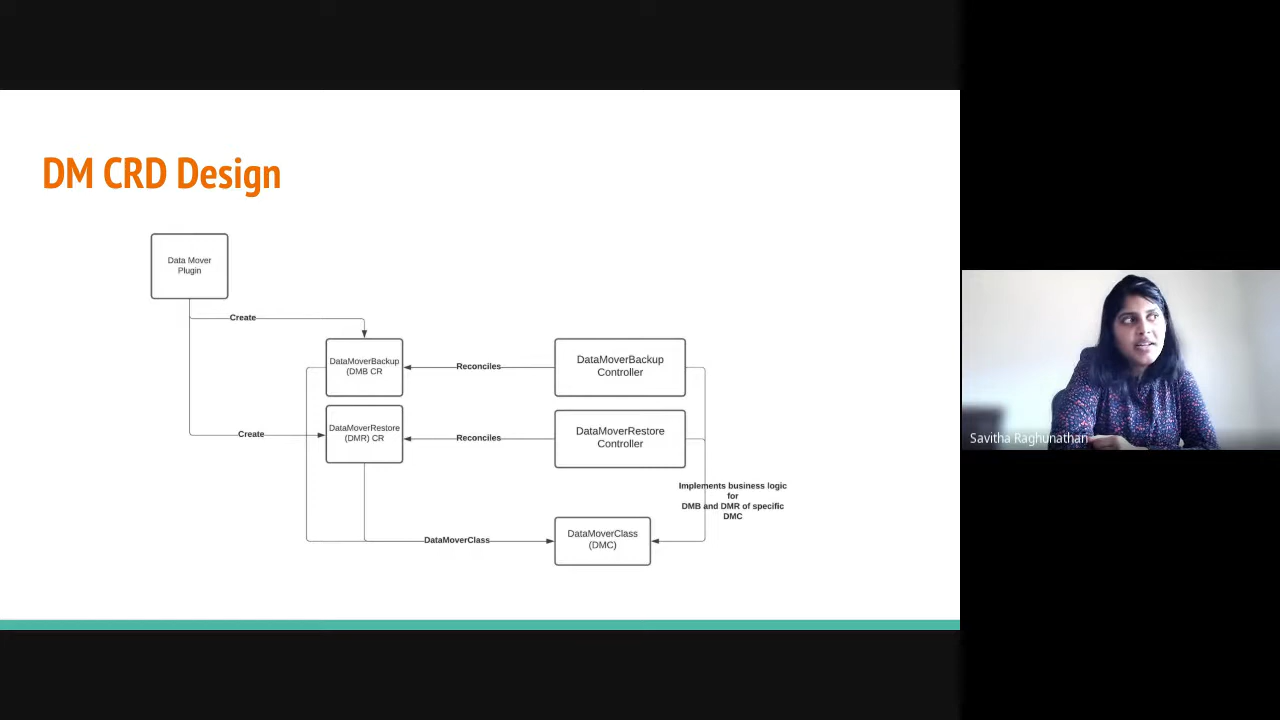 DM CRD Design
Data Mover
Plugin
Create
DataMoverBackup
(DMB CR
Reconciles
DataMoverBackup
Controller
DataMoverRestore
(DMR) CR
Create
Reconciles
DataMoverRestore
Controller
Implements business logic
for
DMB and DMR of specific
DMC
DataMoverClass
DataMoverClass
(DMC)
Savitha Raghunathan